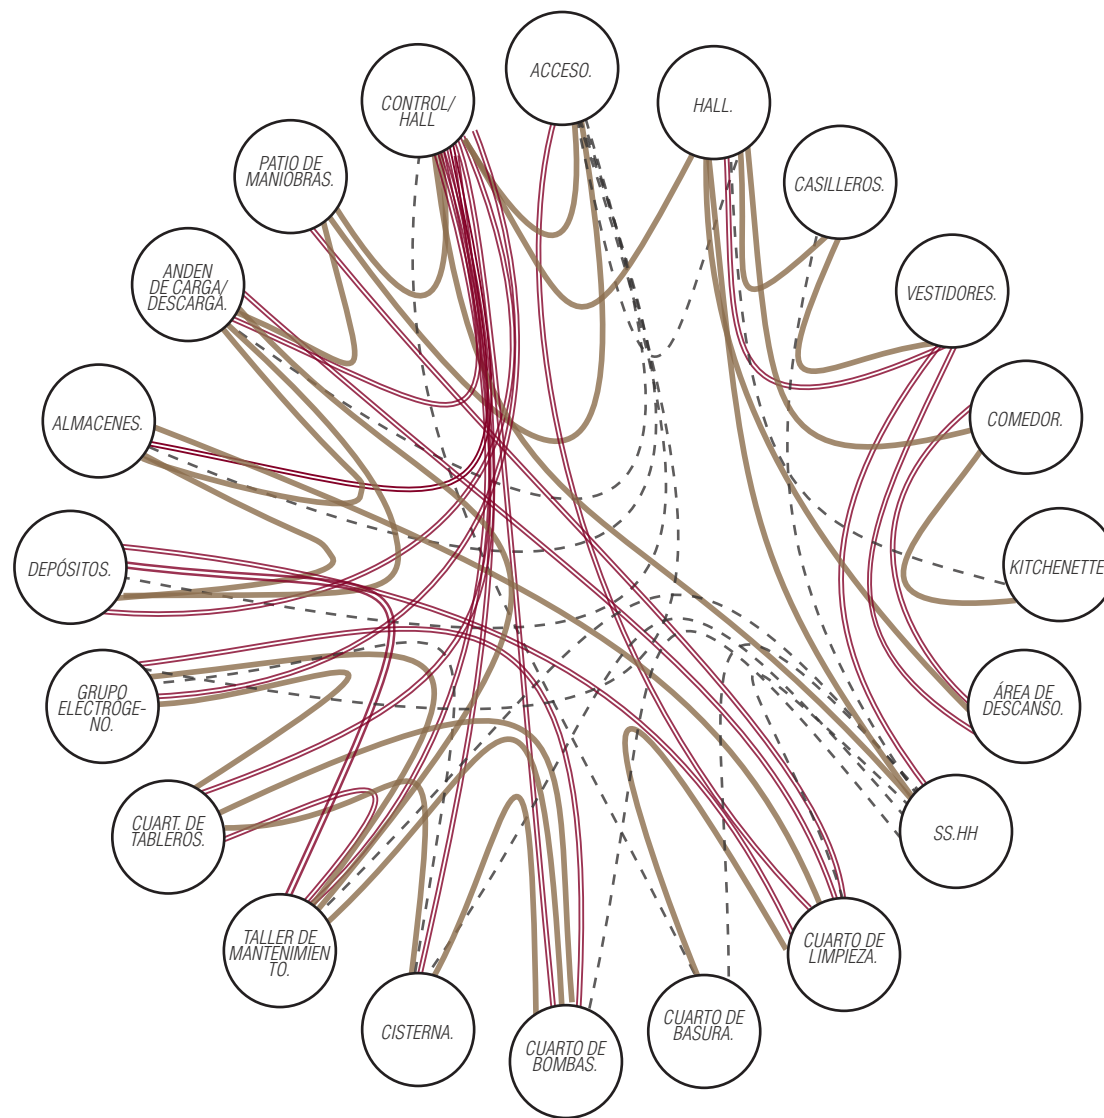 ACCESO.
HALL.
CASILLEROS.
VESTIDORES.
COMEDOR.
KITCHENETTE
ÁREA DE
DESCANSO.
SS.HH
CUARTO DE
LIMPIEZA.
CUARTO DE
BASURA.
CUARTO DE
BOMBAS.
CISTERNA.
TALLER DE
MANTENIMIEN
TO.
CUART. DE
TABLEROS.
GRUPO
ELECTRÓGE-
NO.
DEPÓSITOS.
ALMACENES.
ANDEN
DE CARGA/
DESCARGA.
PATIO DE
MANIOBRAS.
CONTROL/
HALL